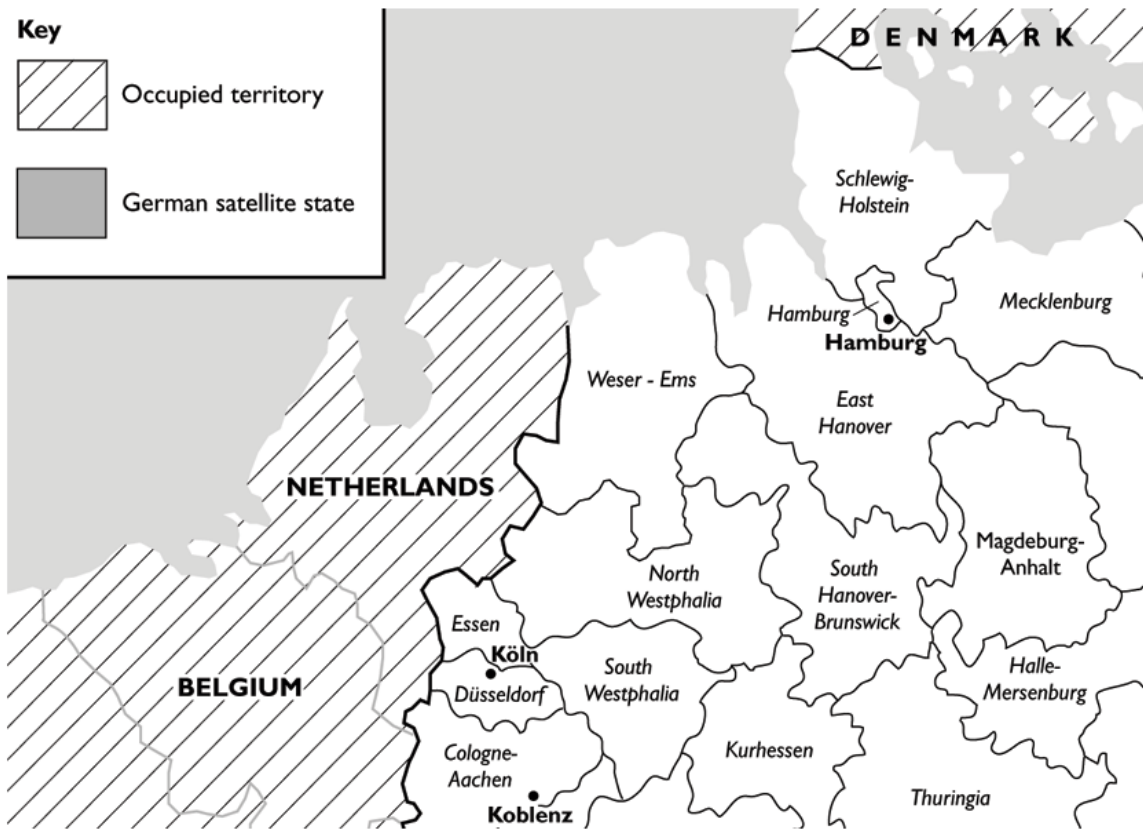 Key
Occupied territory
German satellite state
DENMARK
Schlewig-
Holstein
Mecklenburg
Hamburg
Hamburg
Weser - Ems
East
Hanover
NETHERLANDS
Magdeburg-
Anhalt
North
Westphalia
South
Hanover-
Brunswick
Essen
Köln
Düsseldorf
South
Westphalia
Halle-
Mersenburg
BELGIUM
Cologne-
Aachen
Kurhessen
Koblenz
Thuringia